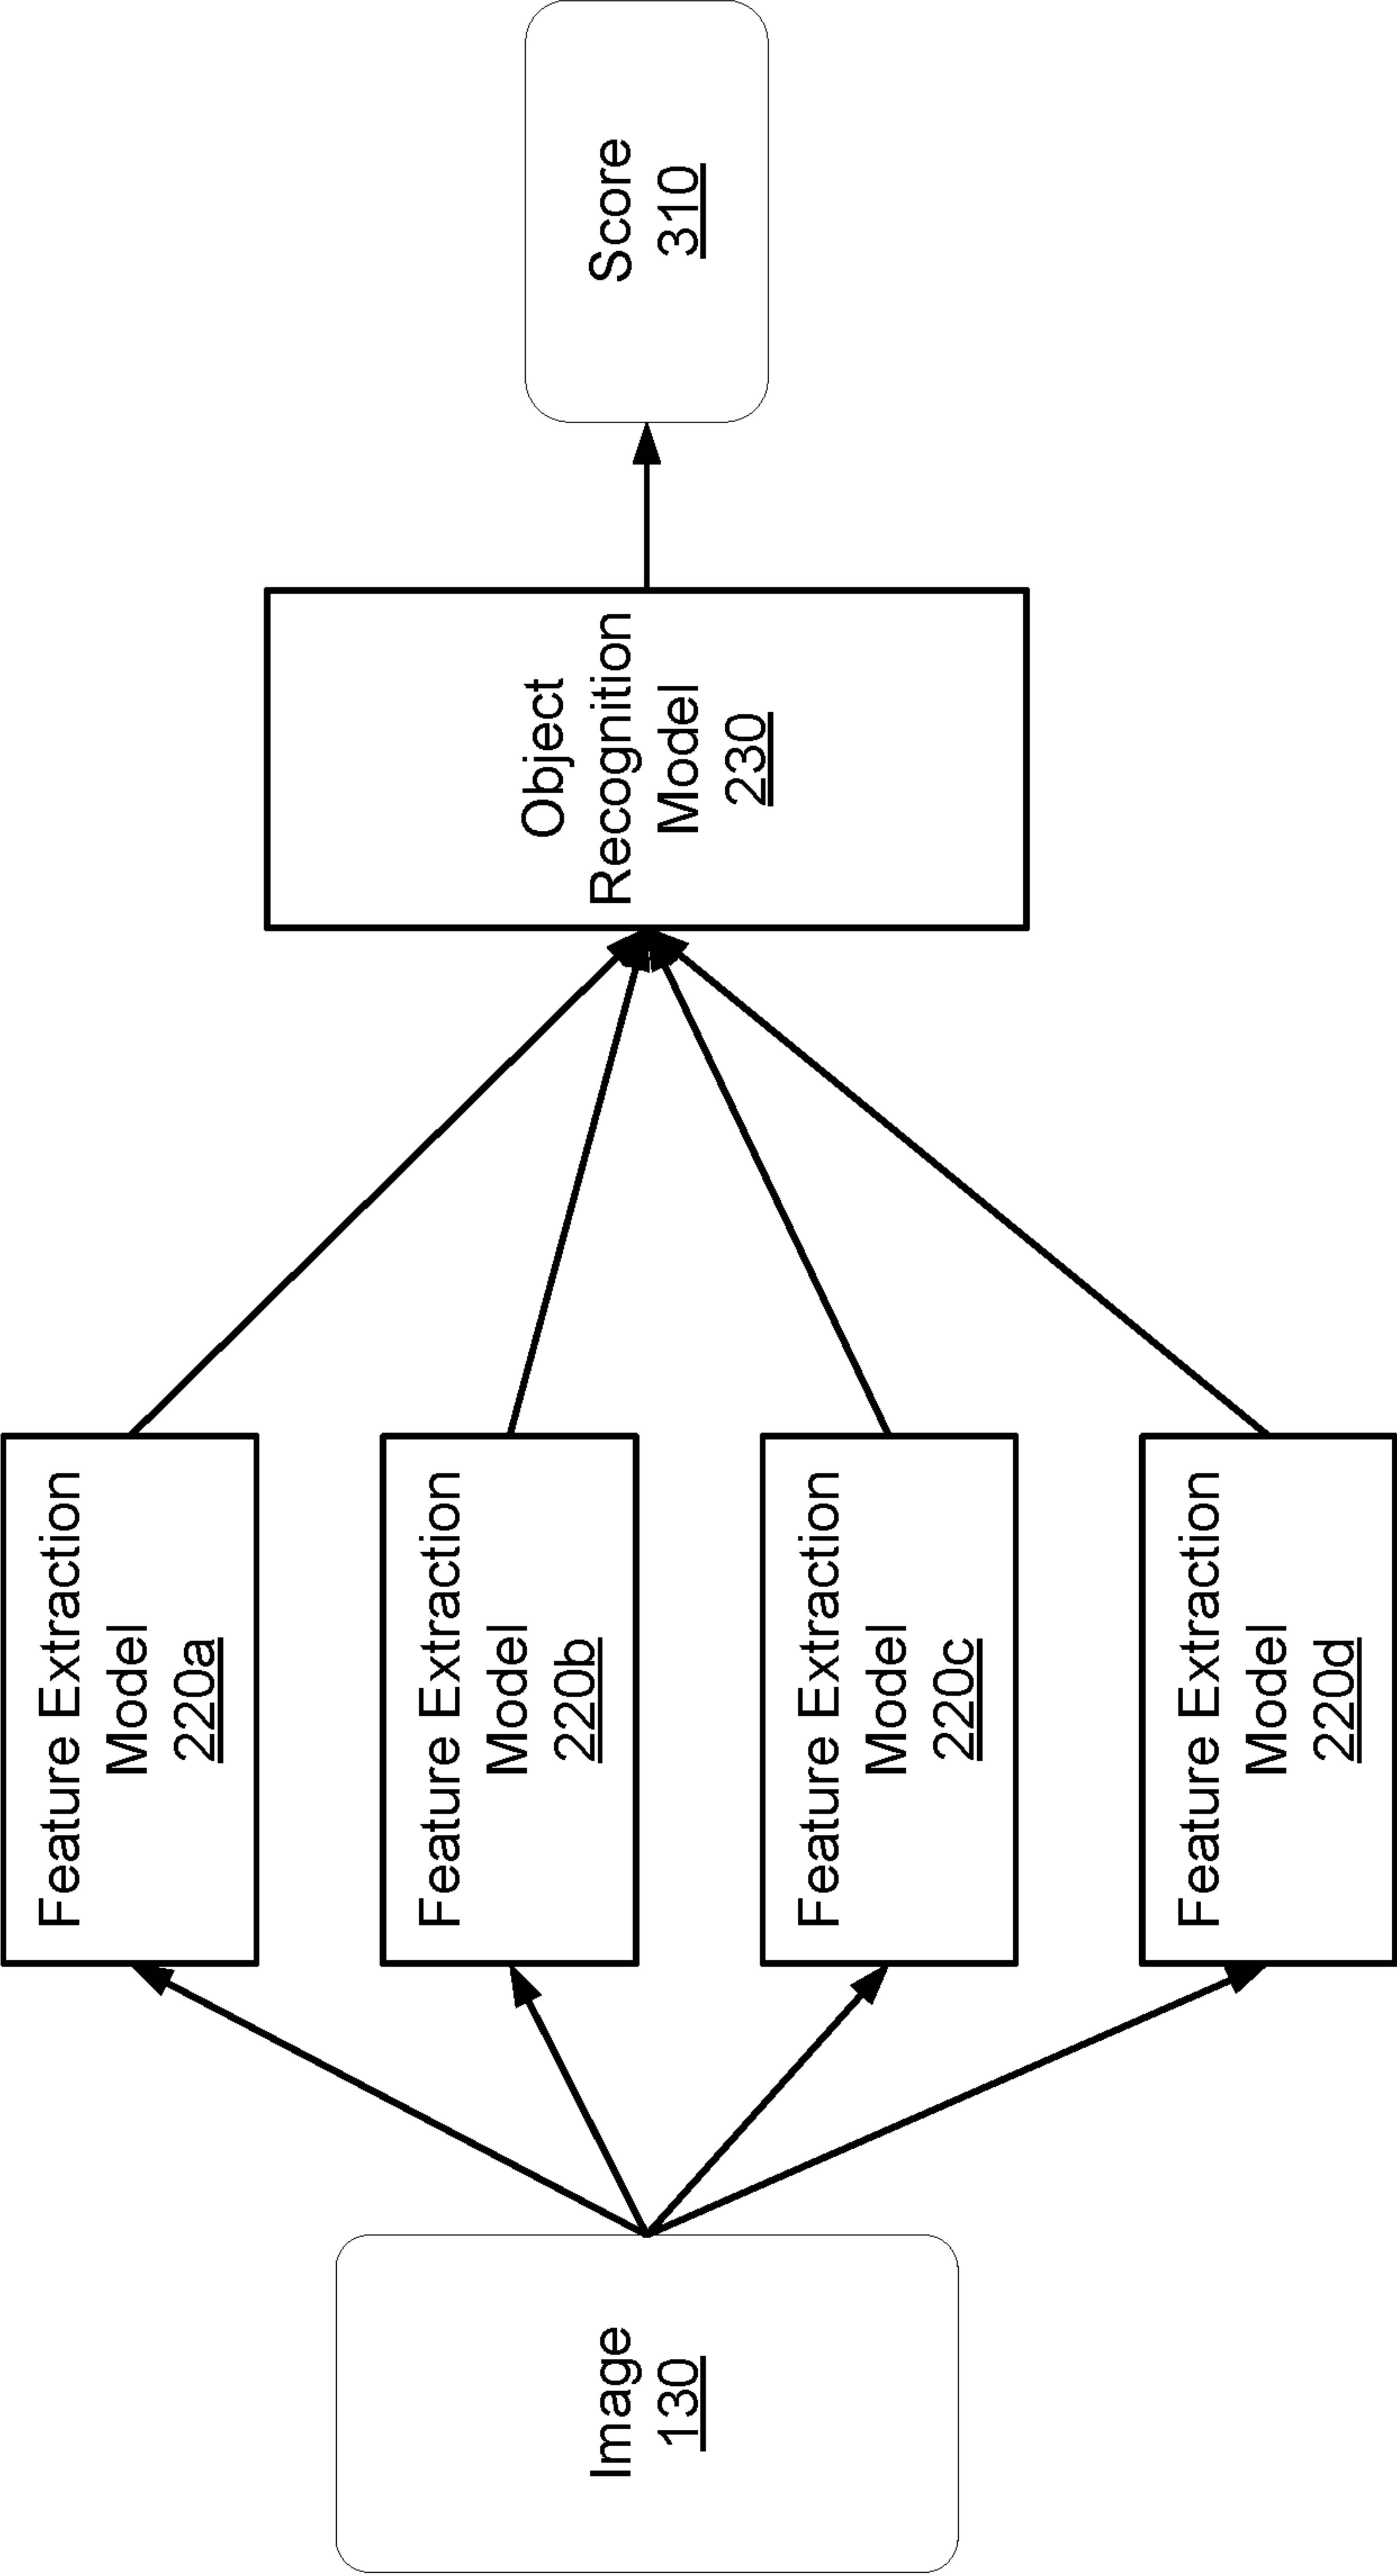 Image
130
Feature Extraction
Model
220a
Feature Extraction
Model
220b
Feature Extraction
Model
220c
Feature Extraction
Model
220d
Object
Recognition
Model
230
Score
310